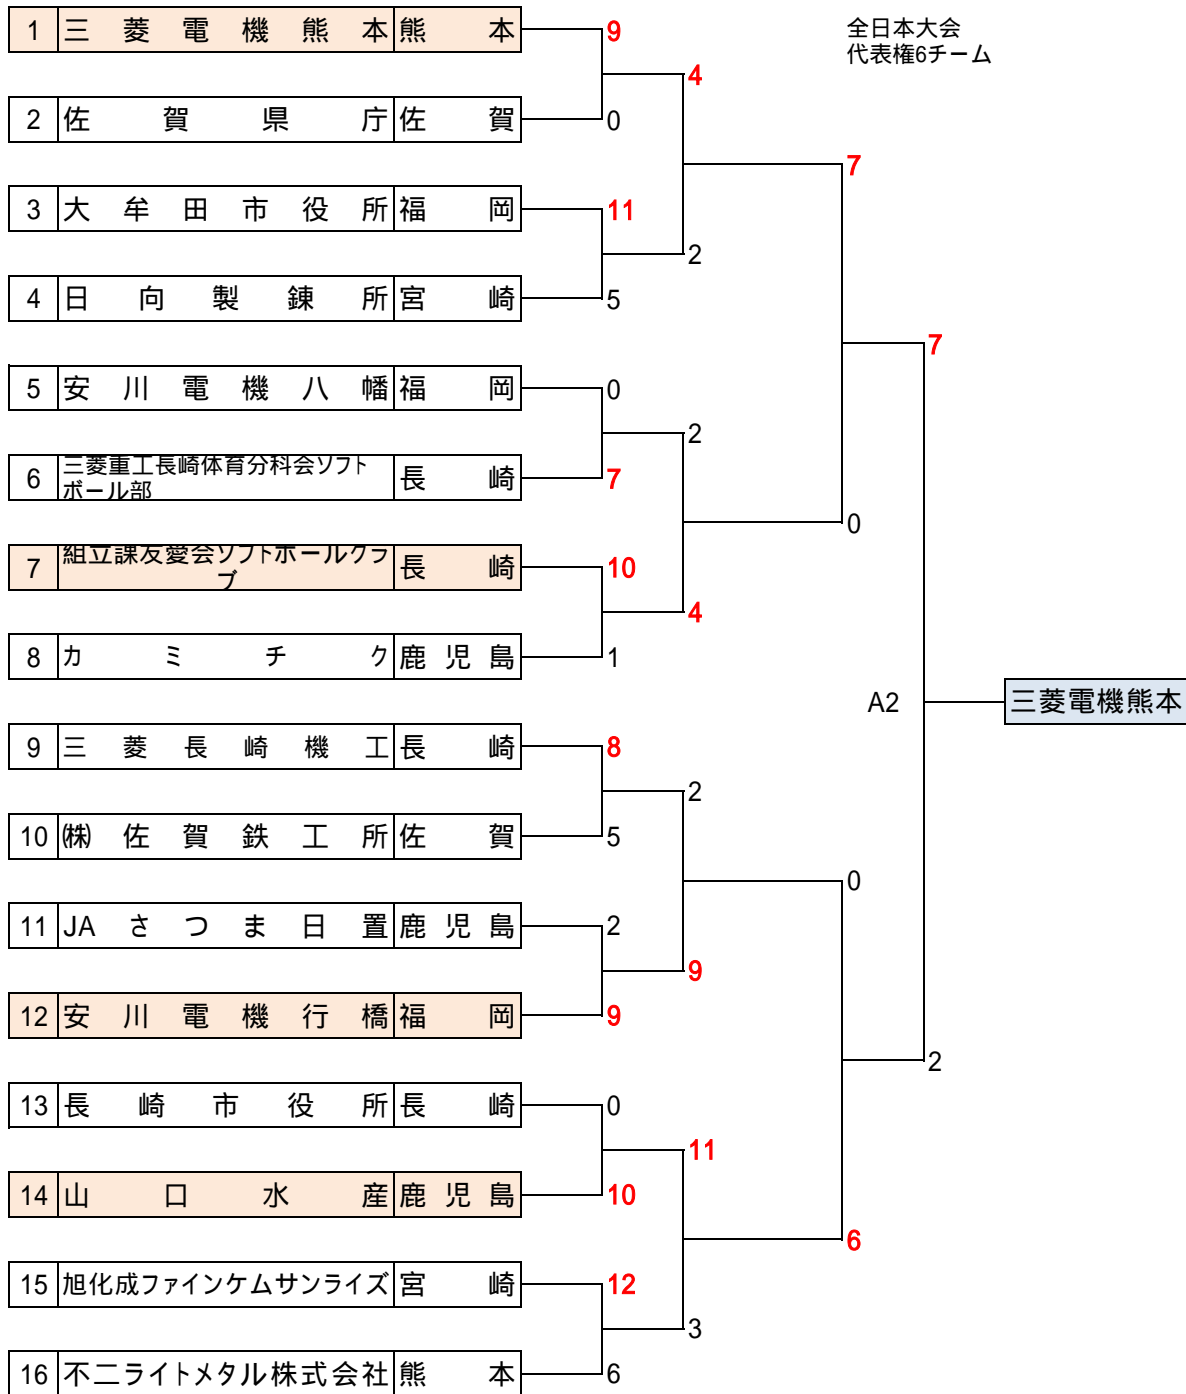 全日本大会
代表権6チーム
1 三菱電機熊本 熊本 9
4
2 佐賀県庁 佐賀 0
7
3 大牟田市役所 福岡 11
2
4 日向製錬所 宮崎 5
7
5 安川電機八幡 福岡 0
2
6 三菱重工長崎体育分科会ソフト
ボール部 長崎 7
0
7 組立課友愛会ソフトボールクラ
ブ 長崎 10
4
8 カミチク 鹿児島 1
A2 三菱電機熊本
9 三菱長崎機工 長崎 8
2
10 ㈱佐賀鉄工所 佐賀 5
0
11 JAさつま日置 鹿児島 2
9
12 安川電機行橋 福岡 9
2
13 長崎市役所 長崎 0
11
14 山口水産 鹿児島 10
6
15 旭化成ファインケムサンライズ 宮崎 12
3
16 不二ライトメタル株式会社 熊本 6